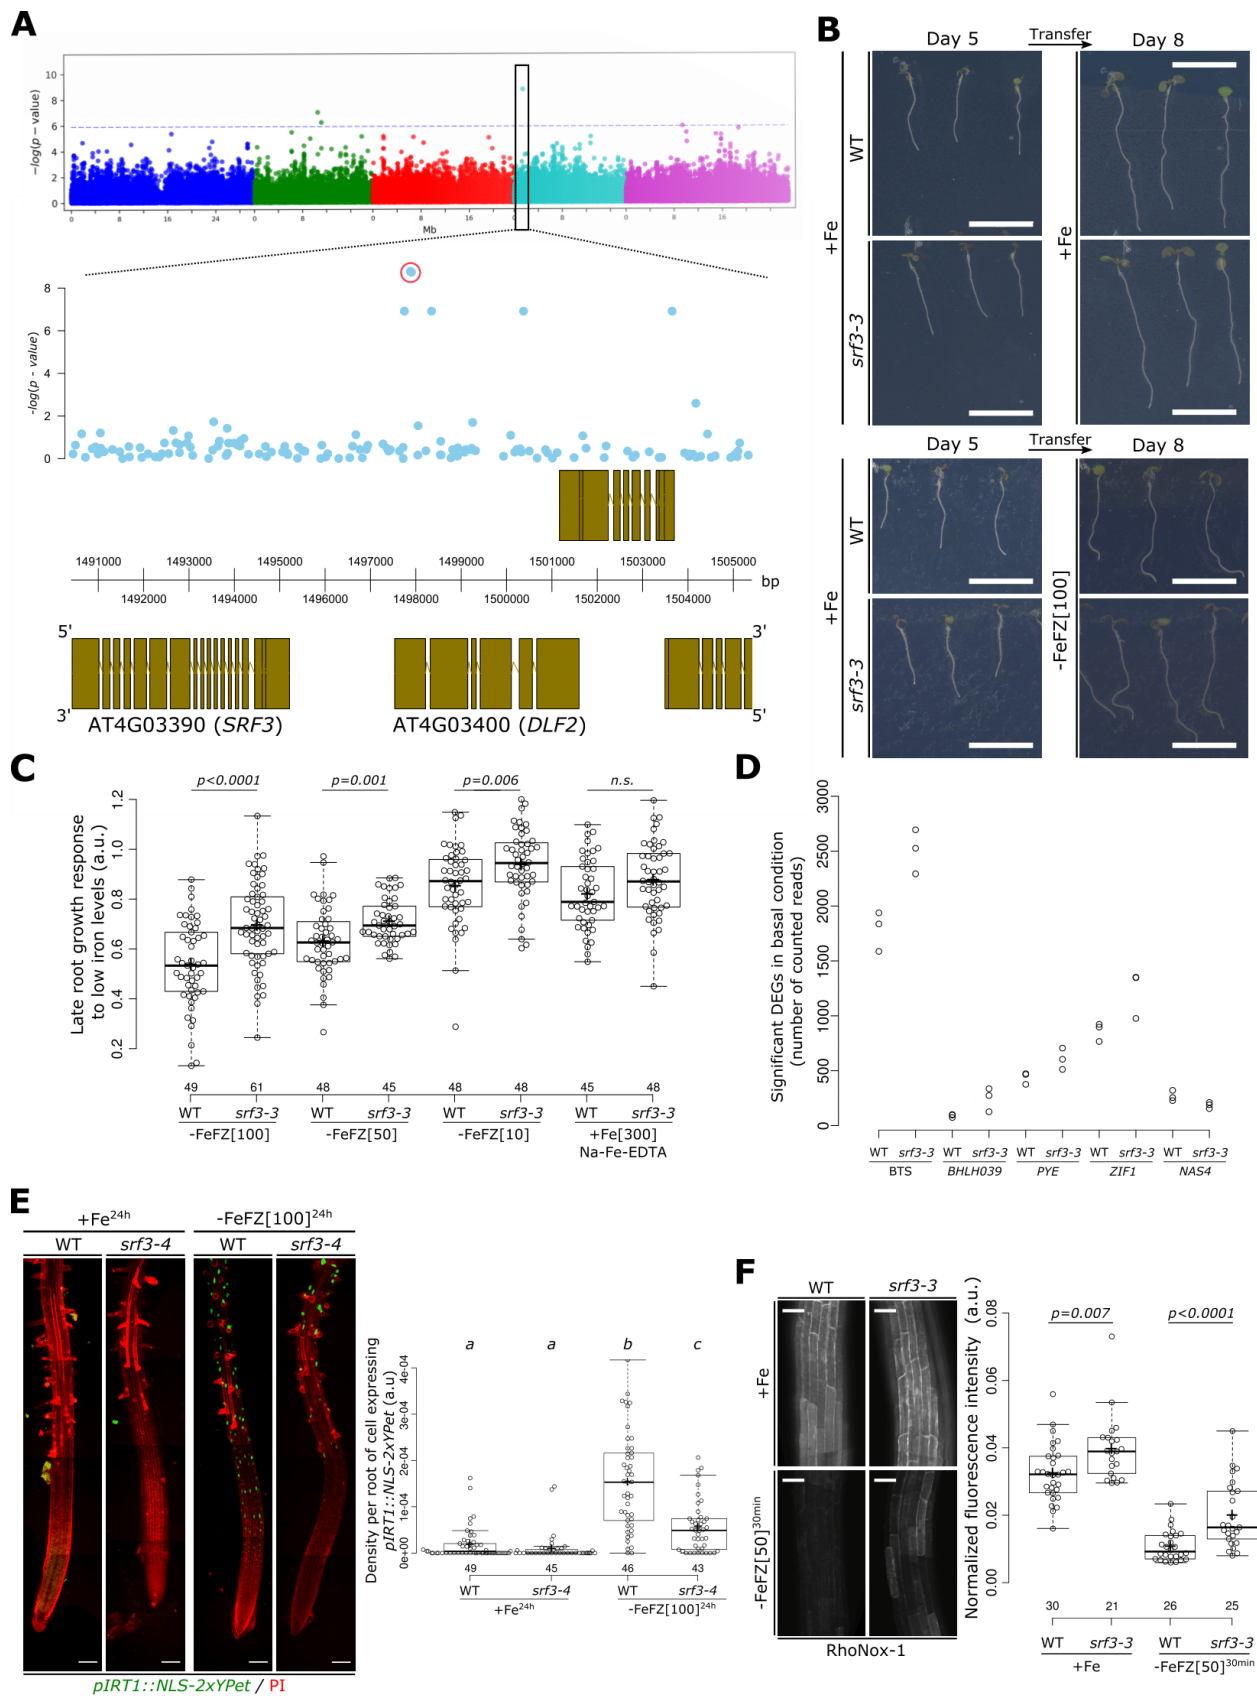 A
10
8
6
4
2
0
−log(p − value)
0 8 16 24 0 8 0 8 16 0 8 0 8 16
Mb
8
6
4
2
0
-log(p - value)
1491000 1493000 1495000 1497000 1499000 1501000 1503000 1505000
bp
1492000 1494000 1496000 1498000 1500000 1502000 1504000
5' 3'
3' 5'
AT4G03390 (SRF3) AT4G03400 (DLF2)
B
Day 5 Transfer Day 8
+Fe
WT
srf3-3
+Fe
Day 5 Transfer Day 8
+Fe
WT
srf3-3
-FeFZ[100]
C
Late root growth response
to low iron levels (a.u.)
1.2
1.0
0.8
0.6
0.4
0.2
p<0.0001 p=0.001 p=0.006 n.s.
49 61 48 45 48 48 45 48
WT srf3-3 WT srf3-3 WT srf3-3 WT srf3-3
-FeFZ[100] -FeFZ[50] -FeFZ[10] +Fe[300]
Na-Fe-EDTA
D
Significant DEGs in basal condition
(number of counted reads)
3000
2500
2000
1500
1000
500
0
WT srf3-3 WT srf3-3 WT srf3-3 WT srf3-3 WT srf3-3
BTS BHLH039 PYE ZIF1 NAS4
E
+Fe24h -FeFZ[100]24h
WT srf3-4 WT srf3-4
pIRT1::NLS-2xYPet / PI
Density per root of cell expressing
pIRT1::NLS-2xYPet (a.u)
4e-04
3e-04
2e-04
1e-04
0e+00
a a b c
49 45 46 43
WT srf3-4 WT srf3-4
+Fe24h -FeFZ[100]24h
F
WT srf3-3
+Fe
-FeFZ[50]30min
RhoNox-1
Normalized fluorescence intensity (a.u.)
0.08
0.06
0.04
0.02
0.00
p=0.007 p<0.0001
30 21 26 25
WT srf3-3 WT srf3-3
+Fe -FeFZ[50]30min